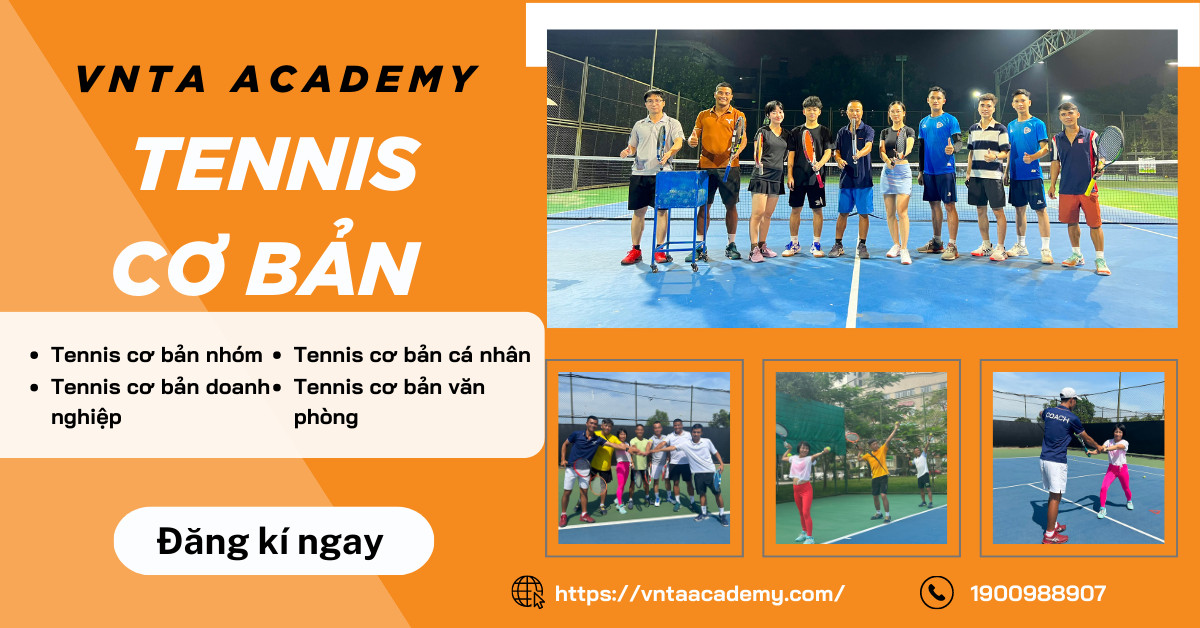 VNTA ACADEMY
TENNIS
CƠ BẢN
• Tennis cơ bản nhóm
• Tennis cơ bản doanh
nghiệp
• Tennis cơ bản cá nhân
• Tennis cơ bản văn
phòng
Đăng kí ngay
COACH
https://vntaacademy.com/
1900988907